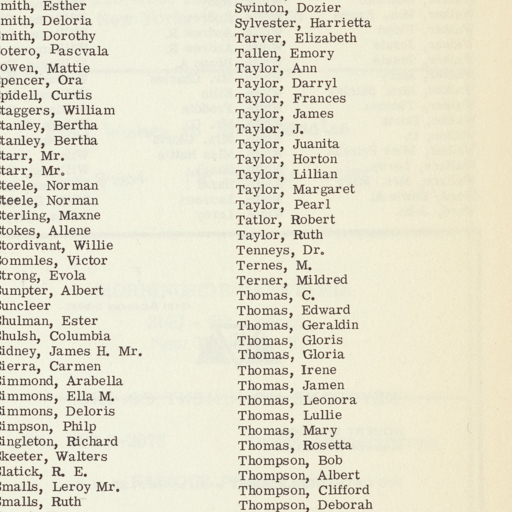 mith, Esther
mith, Deloria
mith, Dorothy
otero, Pascvala
owen, Mattie
pencer, Ora
pidell, Curtis
taggers, William
tanley, Bertha
tanley, Bertha
tarr, Mr.
tarr, Mr.
teele, Norman
teele, Norman
terling, Maxne
tokes, Allene
tordivant, Willie
ommles, Victor
trong, Evola
umpter, Albert
uncleer
hulman, Ester
hulsh, Columbia
idney, James H. Mr.
ierra, Carmen
immond, Arabella
immons, Ella M.
immons, Deloris
impson, Philp
ingleton, Richard
keeter, Walters
latick, R. E.
malls, Leroy Mr.
malls, Ruth
Swinton, Dozier
Sylvester, Harrietta
Tarver, Elizabeth
Tallen, Emory
Taylor, Ann
Taylor, Darryl
Taylor, Frances
Taylor, James
Taylor, J.
Taylor, Juanita
Taylor, Horton
Taylor, Lillian
Taylor, Margaret
Taylor, Pearl
Tatlor, Robert
Taylor, Ruth
Tenneys, Dr.
Ternes, M.
Terner, Mildred
Thomas, C.
Thomas, Edward
Thomas, Geraldin
Thomas, Gloris
Thomas, Gloria
Thomas, Irene
Thomas, Jamen
Thomas, Leonora
Thomas, Lullie
Thomas, Mary
Thomas, Rosetta
Thompson, Bob
Thompson, Albert
Thompson, Clifford
Thompson, Deborah